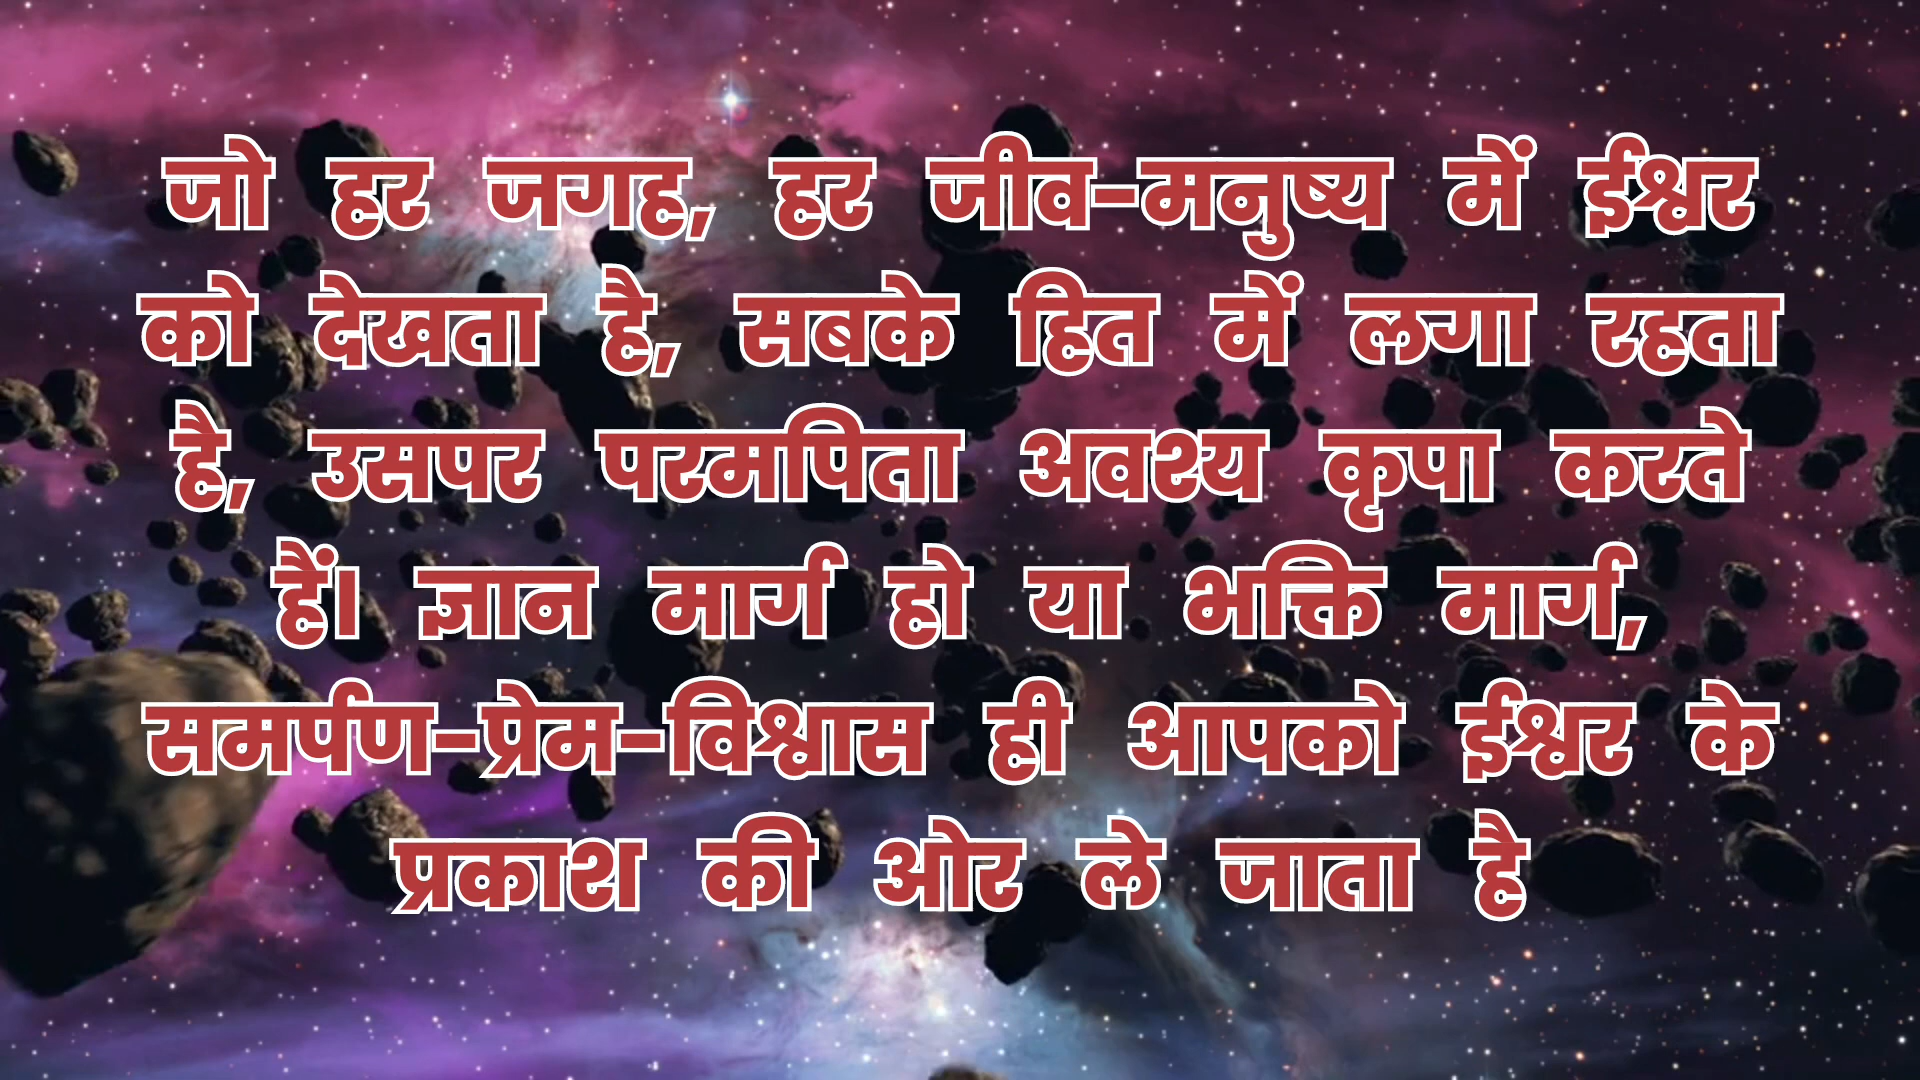 जो हर जगह, हर जीव-मनुष्य में ईश्वर
को देखता है, सबके हित में लगा रहता
है, उसपर परमपिता अवश्य कृपा करते
हैं। ज्ञान मार्ग हो या भक्ति मार्ग,
समर्पण-प्रेम-विश्वास ही आपको ईश्वर के
प्रकाश की ओर ले जाता है